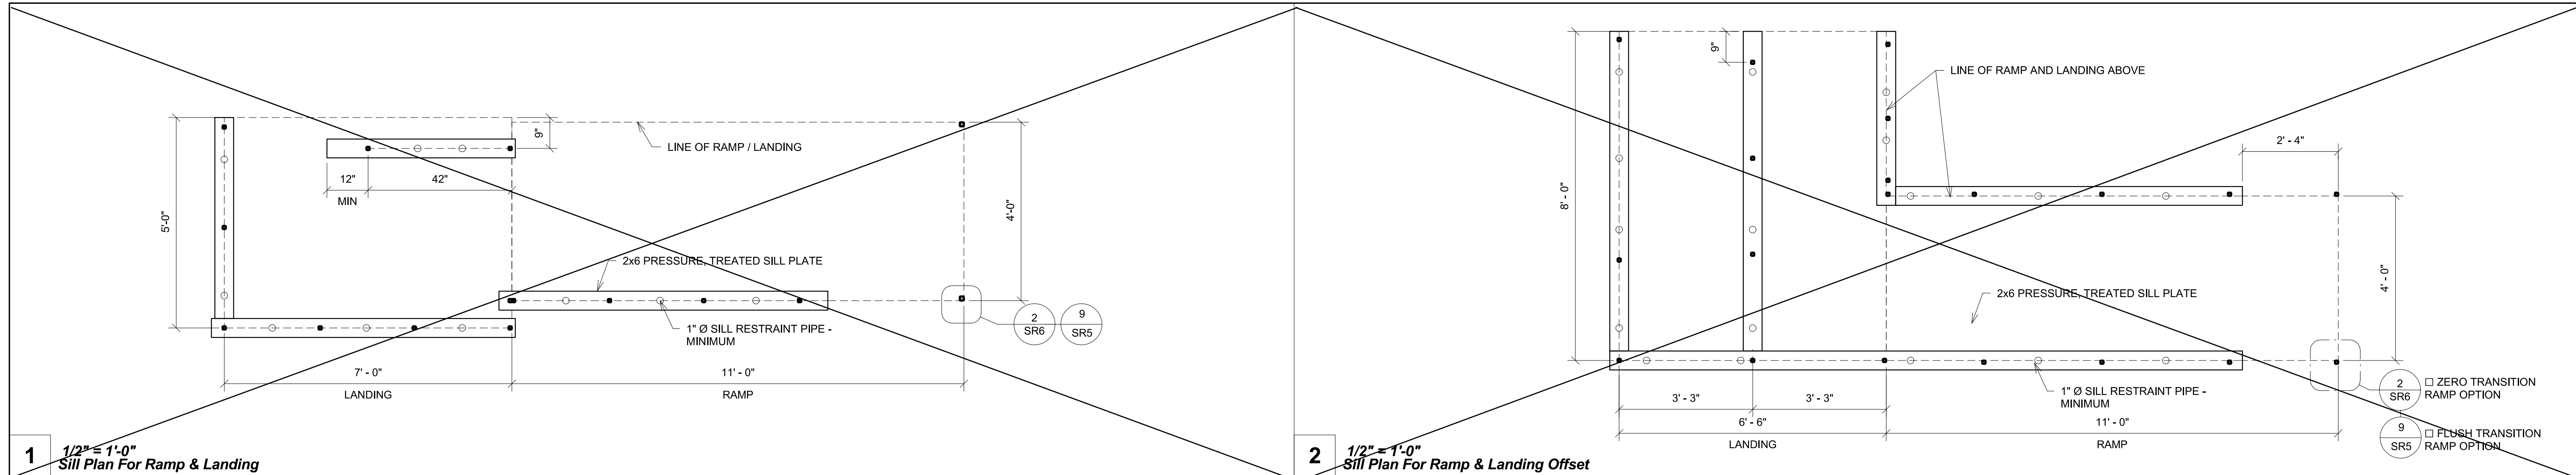 9"
LINE OF RAMP / LANDING
12"
42"
MIN
5'-0"
4'-0"
2x6 PRESSURE, TREATED SILL PLATE
1" Ø SILL RESTRAINT PIPE -
MINIMUM
2
SR6
9
SR5
7' - 0"
11' - 0"
LANDING
RAMP
1
1/2" = 1'-0"
Sill Plan For Ramp & Landing
9"
LINE OF RAMP AND LANDING ABOVE
2' - 4"
8' - 0"
4' - 0"
2x6 PRESSURE, TREATED SILL PLATE
1" Ø SILL RESTRAINT PIPE -
MINIMUM
2
SR6
□ ZERO TRANSITION
RAMP OPTION
3' - 3"
3' - 3"
6' - 6"
11' - 0"
LANDING
RAMP
9
SR5
□ FLUSH TRANSITION
RAMP OPTION
2
1/2" = 1'-0"
Sill Plan For Ramp & Landing Offset